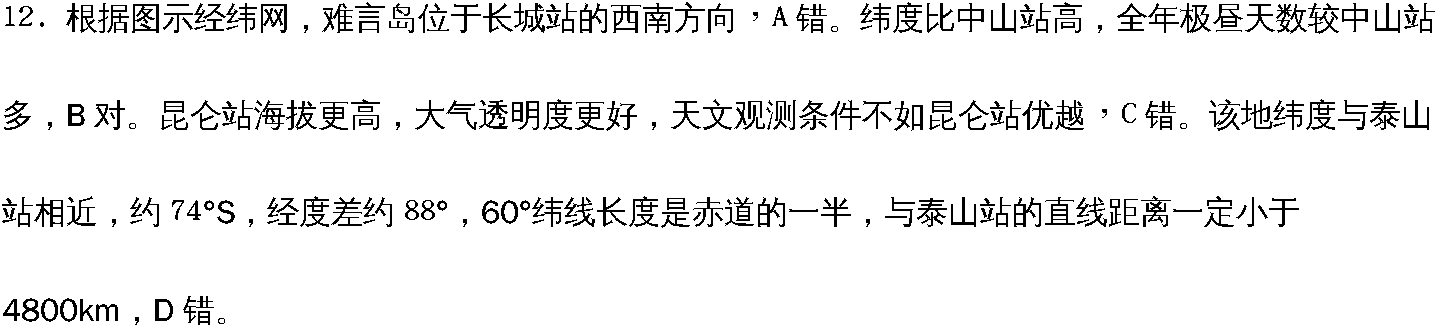 12．根据图示经纬网，难言岛位于长城站的西南方向，A 错。纬度比中山站高，全年极昼天数较中山站
多，B 对。昆仑站海拔更高，大气透明度更好，天文观测条件不如昆仑站优越，C 错。该地纬度与泰山
站相近，约 74°S，经度差约 88°，60°纬线长度是赤道的一半，与泰山站的直线距离一定小于
4800km，D 错。